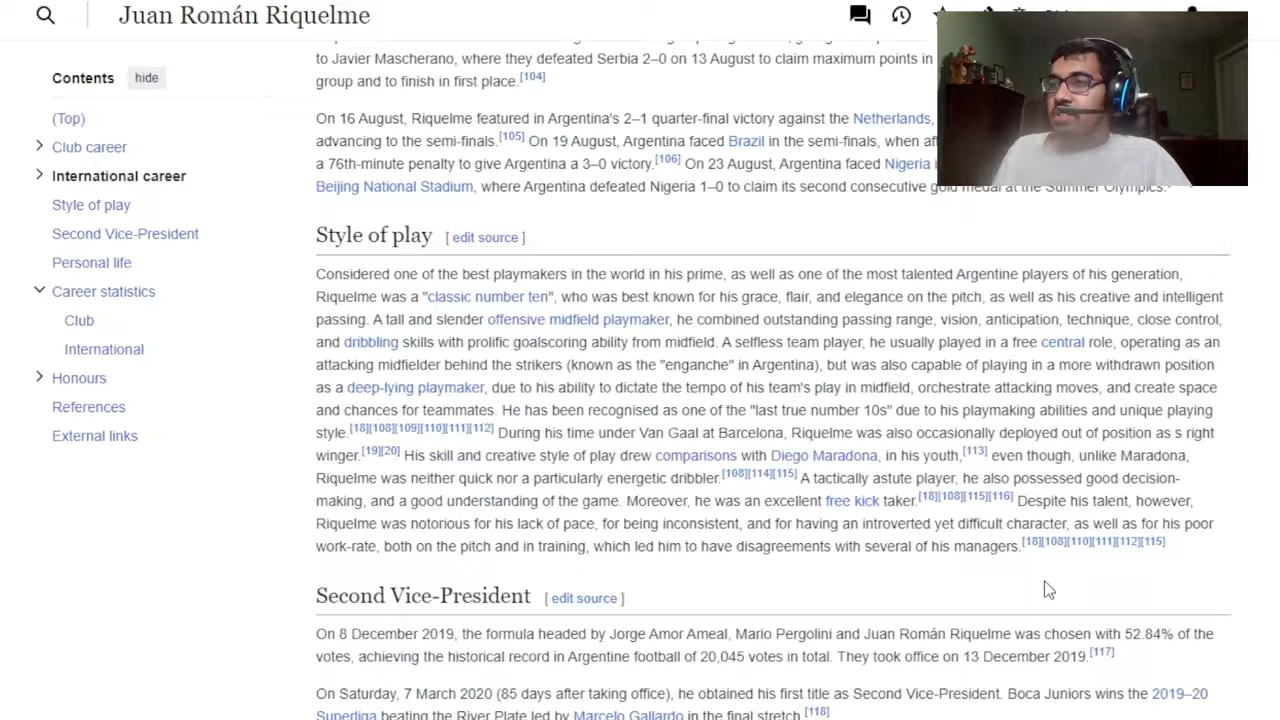 Juan Román Riquelme
Contents hide
(Top)
Club career
International career
Style of play
Second Vice-President
Personal life
Career statistics
Club
International
Honours
References
External links
to Javier Mascherano, where they defeated Serbia 2–0 on 13 August to claim maximum points in
group and to finish in first place.[104]
On 16 August, Riquelme featured in Argentina's 2–1 quarter-final victory against the Netherlands,
advancing to the semi-finals.[105] On 19 August, Argentina faced Brazil in the semi-finals, when
a 76th-minute penalty to give Argentina a 3–0 victory.[106] On 23 August, Argentina faced Nigeria
Beijing National Stadium, where Argentina defeated Nigeria 1–0 to claim its second consecutive gold medal at the Summer Olympics.
Style of play [ edit source ]
Considered one of the best playmakers in the world in his prime, as well as one of the most talented Argentine players of his generation,
Riquelme was a "classic number ten", who was best known for his grace, flair, and elegance on the pitch, as well as his creative and intelligent
passing. A tall and slender offensive midfield playmaker, he combined outstanding passing range, vision, anticipation, technique, close control,
and dribbling skills with prolific goalscoring ability from midfield. A selfless team player, he usually played in a free central role, operating as an
attacking midfielder behind the strikers (known as the "enganche" in Argentina), but was also capable of playing in a more withdrawn position
as a deep-lying playmaker, due to his ability to dictate the tempo of his team's play in midfield, orchestrate attacking moves, and create space
and chances for teammates. He has been recognised as one of the "last true number 10s" due to his playmaking abilities and unique playing
style.[18][108][109][110][111][112] During his time under Van Gaal at Barcelona, Riquelme was also occasionally deployed out of position as s right
winger.[19][20] His skill and creative style of play drew comparisons with Diego Maradona, in his youth,[113] even though, unlike Maradona,
Riquelme was neither quick nor a particularly energetic dribbler.[108][114][115] A tactically astute player, he also possessed good decision-
making, and a good understanding of the game. Moreover, he was an excellent free kick taker.[18][108][115][116] Despite his talent, however,
Riquelme was notorious for his lack of pace, for being inconsistent, and for having an introverted yet difficult character, as well as for his poor
work-rate, both on the pitch and in training, which led him to have disagreements with several of his managers.[18][108][110][111][112][115]
Second Vice-President [ edit source ]
On 8 December 2019, the formula headed by Jorge Amor Ameal, Mario Pergolini and Juan Román Riquelme was chosen with 52.84% of the
votes, achieving the historical record in Argentine football of 20,045 votes in total. They took office on 13 December 2019.[117]
On Saturday, 7 March 2020 (85 days after taking office), he obtained his first title as Second Vice-President. Boca Juniors wins the 2019–20
Superliga beating the River Plate led by Marcelo Gallardo in the final stretch.[118]